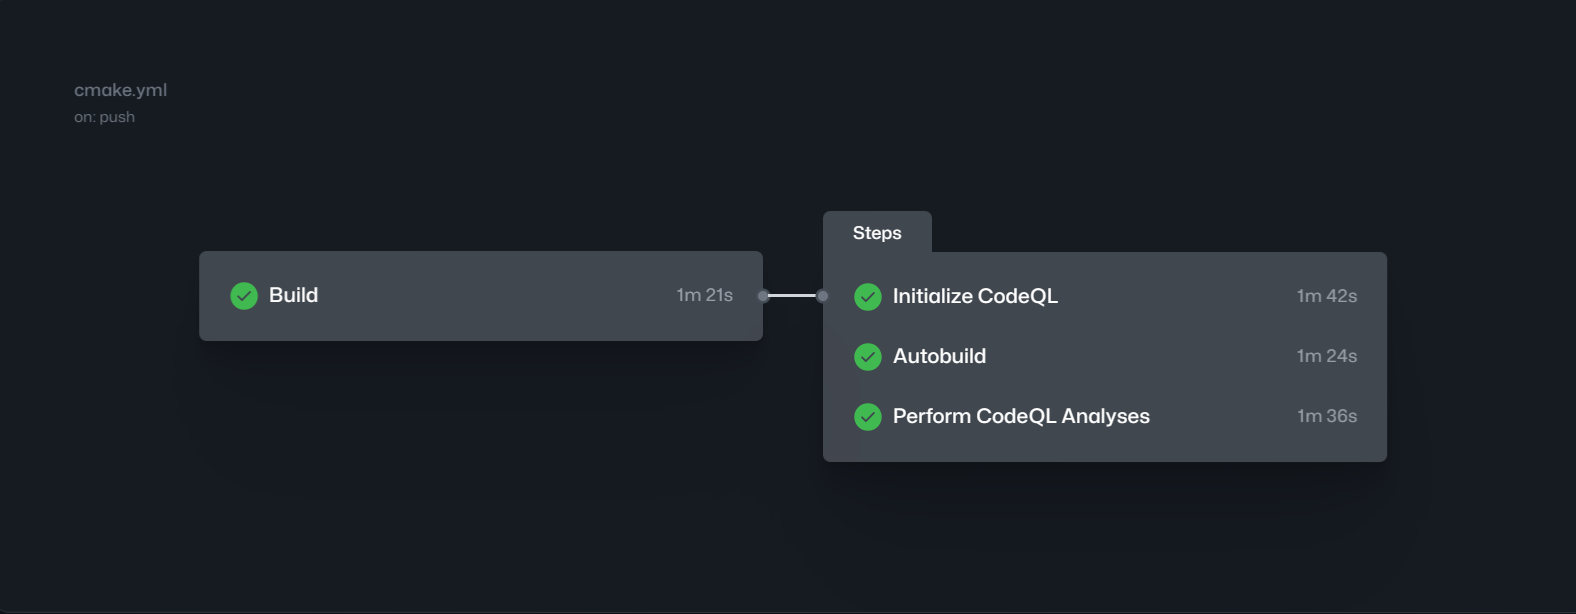 cmake.yml
on: push
Build 1m 21s
Steps
Initialize CodeQL 1m 42s
Autobuild 1m 24s
Perform CodeQL Analyses 1m 36s